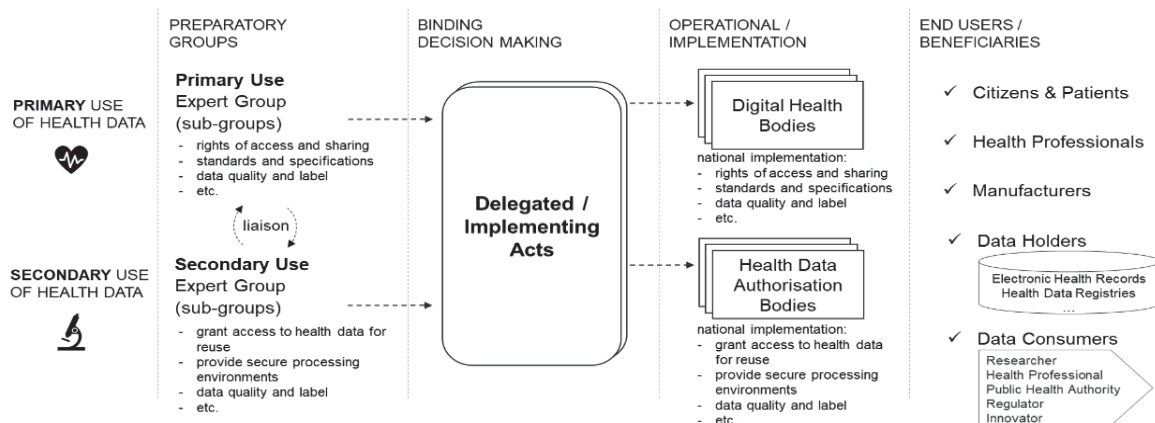 PREPARATORY
GROUPS
BINDING
DECISION MAKING
OPERATIONAL /
IMPLEMENTATION
END USERS /
BENEFICIARIES
PRIMARY USE
OF HEALTH DATA
Primary Use
Expert Group
(sub-groups)
- rights of access and sharing
- standards and specifications
- data quality and label
- etc.
liaison
SECONDARY USE
OF HEALTH DATA
Secondary Use
Expert Group
(sub-groups)
- grant access to health data for
reuse
- provide secure processing
environments
- data quality and label
- etc.
Delegated /
Implementing
Acts
Digital Health
Bodies
national implementation:
- rights of access and sharing
- standards and specifications
- data quality and label
- etc.
Health Data
Authorisation
Bodies
national implementation:
- grant access to health data
for reuse
- provide secure processing
environments
- data quality and label
- etc
✓ Citizens & Patients
✓ Health Professionals
✓ Manufacturers
✓ Data Holders
Electronic Health Records
Health Data Registries
...
✓ Data Consumers
Researcher
Health Professional
Public Health Authority
Regulator
Innovator